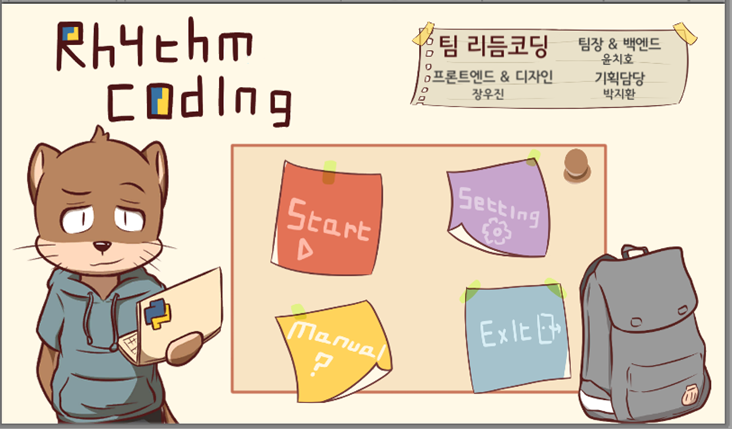 Rhythm
Coding
팀 리듬코딩
팀장 & 백엔드
윤치호
프론트엔드 & 디자인
장우진
기획담당
박지환
Start
Setting
Manual
?
ExIt